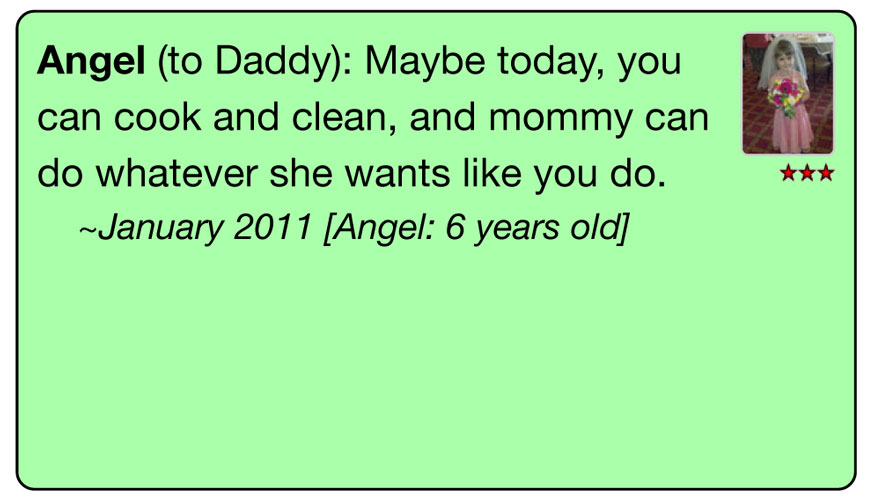 Angel (to Daddy): Maybe today, you
can cook and clean, and mommy can
do whatever she wants like you do.
~January 2011 [Angel: 6 years old]